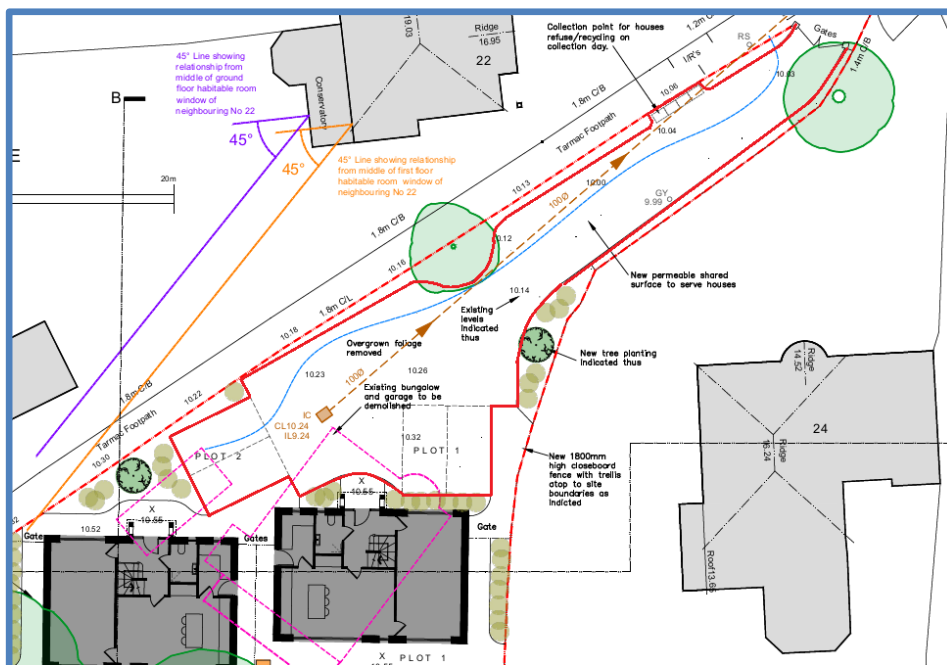 Collection point for houses
refuse/recycling on
collection day.
1.2m C/B
Gates
RS
1.4m C/B
19.03
Ridge
16.95
22
I/R's
10.03
45° Line showing
relationship from
middle of ground
floor habitable room
window of
neighbouring No 22
Conservatory
1.8m C/B
10.06
B
45°
Tarmac Footpath
10.04
45°
45° Line showing relationship
from middle of first floor
habitable room window of
neighbouring No 22
E
20m
10.13
100Ø
10.00
GY
9.99
1.8m C/B
10.12
10.16
New permeable shared
surface to serve houses
1.8m C/L
10.14
Existing
levels
indicated
thus
10.18
Overgrown foliage
removed
New tree planting
indicated thus
Ridge
14.52
10.23
10.26
100Ø
Existing bungalow
and garage to be
demolished
1.8m C/B
10.22
IC
CL10.24
IL9.24
24
Ridge
16.24
10.32
Tarmac Footpath
PLOT 2
PLOT 1
10.30
New 1800mm
high closeboard
fence with trellis
atop to site
boundaries as
indicted
X
10.55
X
10.55
10.52
Gate
Gate
Gates
Roof13.65
X
PLOT 1
10.55